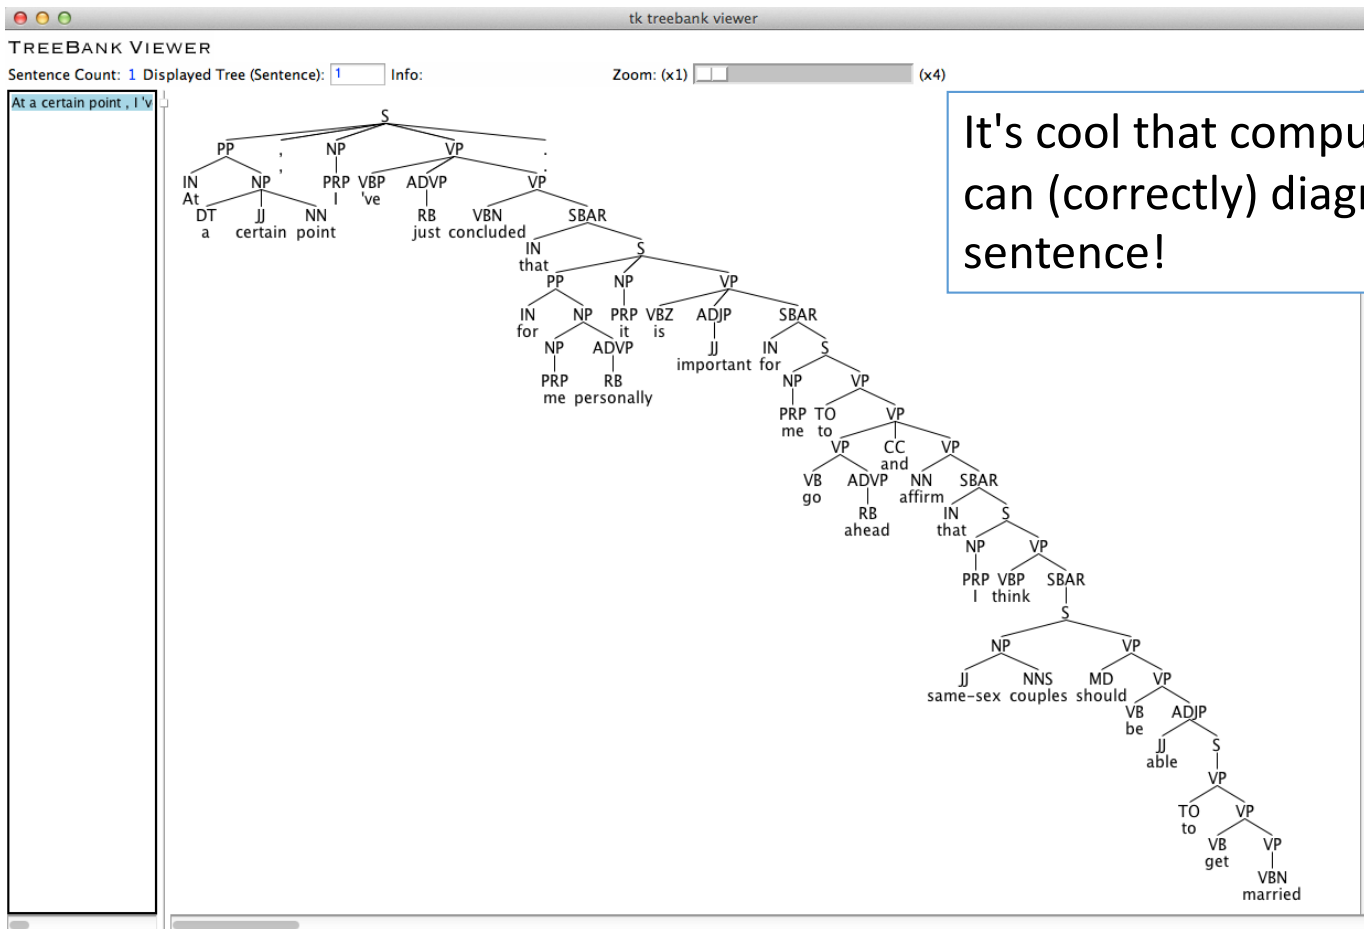 tk treebank viewer
TREEBANK VIEWER
Sentence Count: 1 Displayed Tree (Sentence): 1 Info: Zoom: (x1) (x4)
At a certain point , I 'v
It's cool that compu
can (correctly) diagr
sentence!
S
PP , NP VP .
IN NP , PRP VBP ADVP VP .
At I 've
DT JJ NN RB VBN SBAR
a certain point just concluded
IN S
that
PP NP VP
IN NP PRP VBZ ADJP SBAR
for it is
NP ADVP JJ IN S
important for
PRP RB NP VP
me personally
PRP TO VP
me to
VP CC VP
and
VB ADVP NN SBAR
go affirm
RB IN S
ahead that
NP VP
PRP VBP SBAR
I think
S
NP VP
JJ NNS MD VP
same-sex couples should
VB ADJP
be
JJ S
able
VP
TO VP
to
VB VP
get
VBN
married